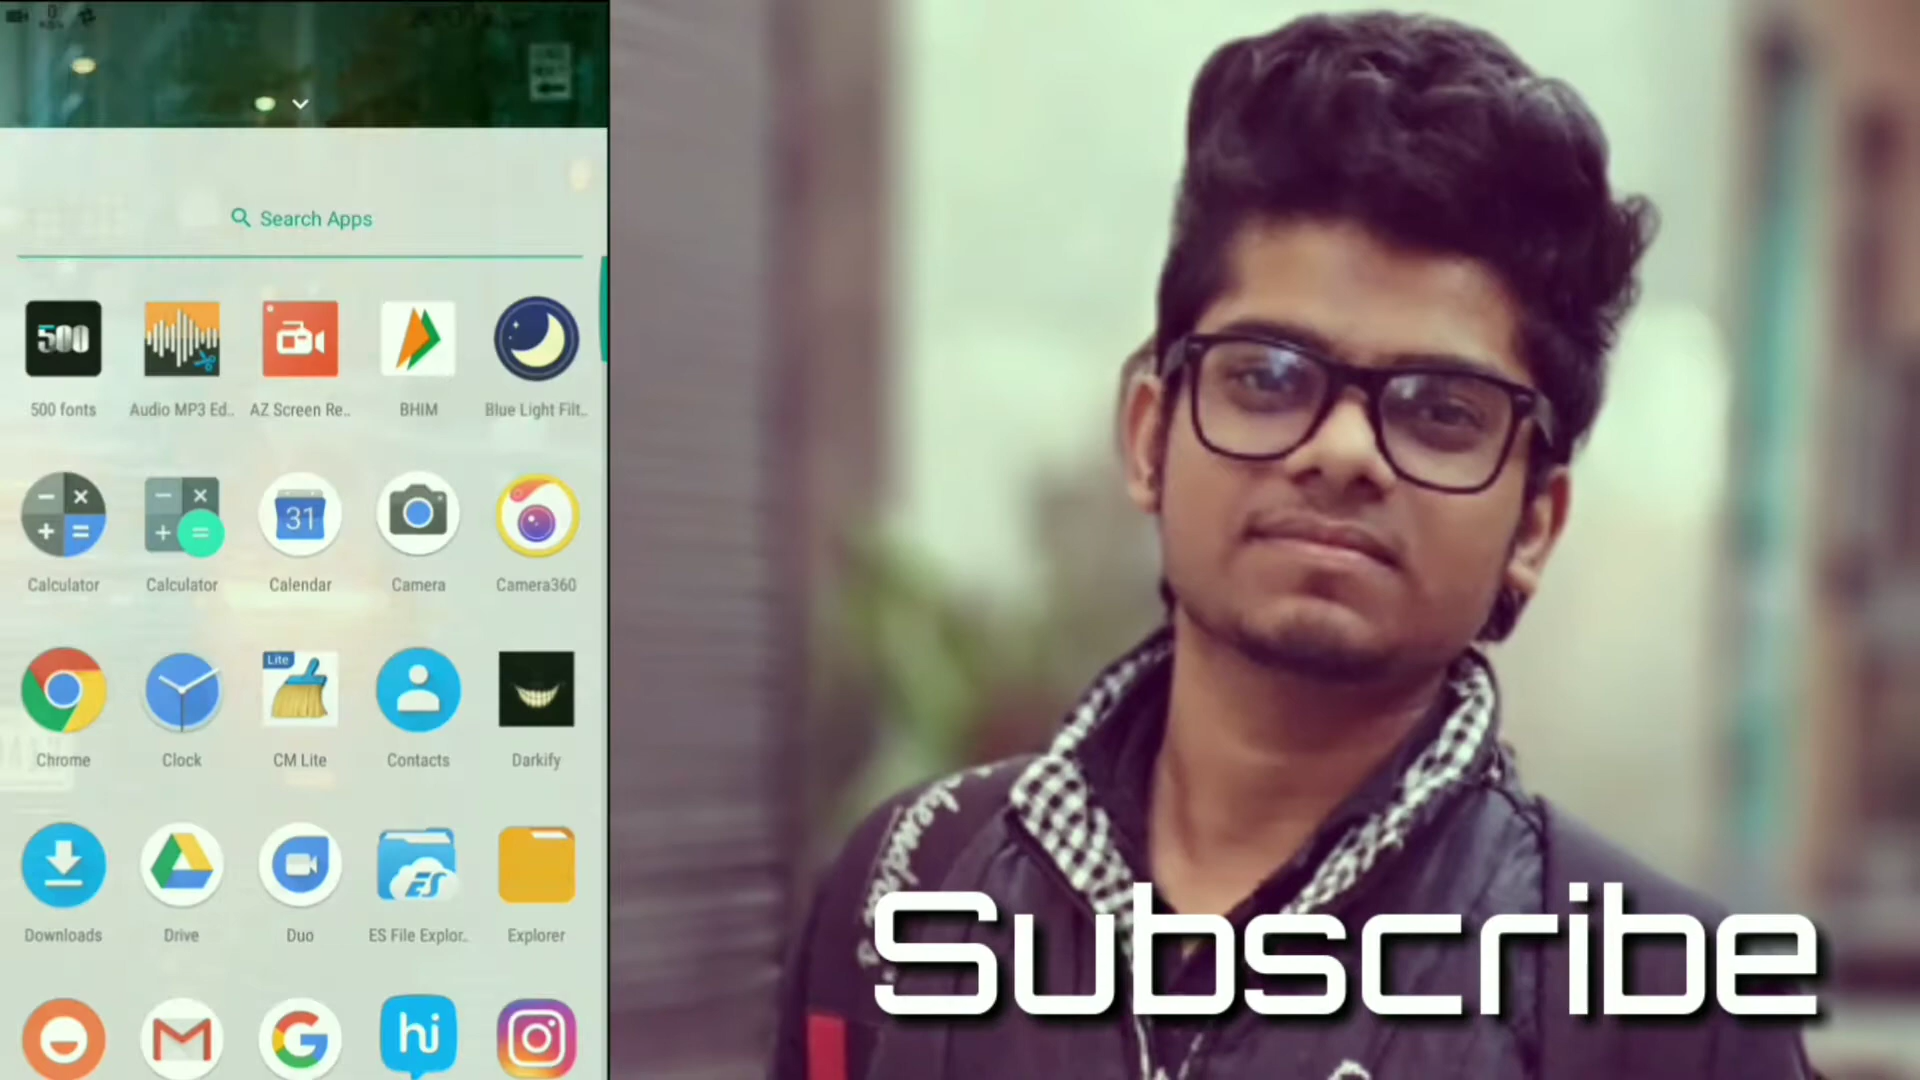 Search Apps
500
500 fonts
Audio MP3 Ed..
AZ Screen Re..
BHIM
Blue Light Filt..
31
Calculator
Calculator
Calendar
Camera
Camera360
Lite
Chrome
Clock
CM Lite
Contacts
Darkify
ES
Downloads
Drive
Duo
ES File Explor..
Explorer
hi
Subscribe